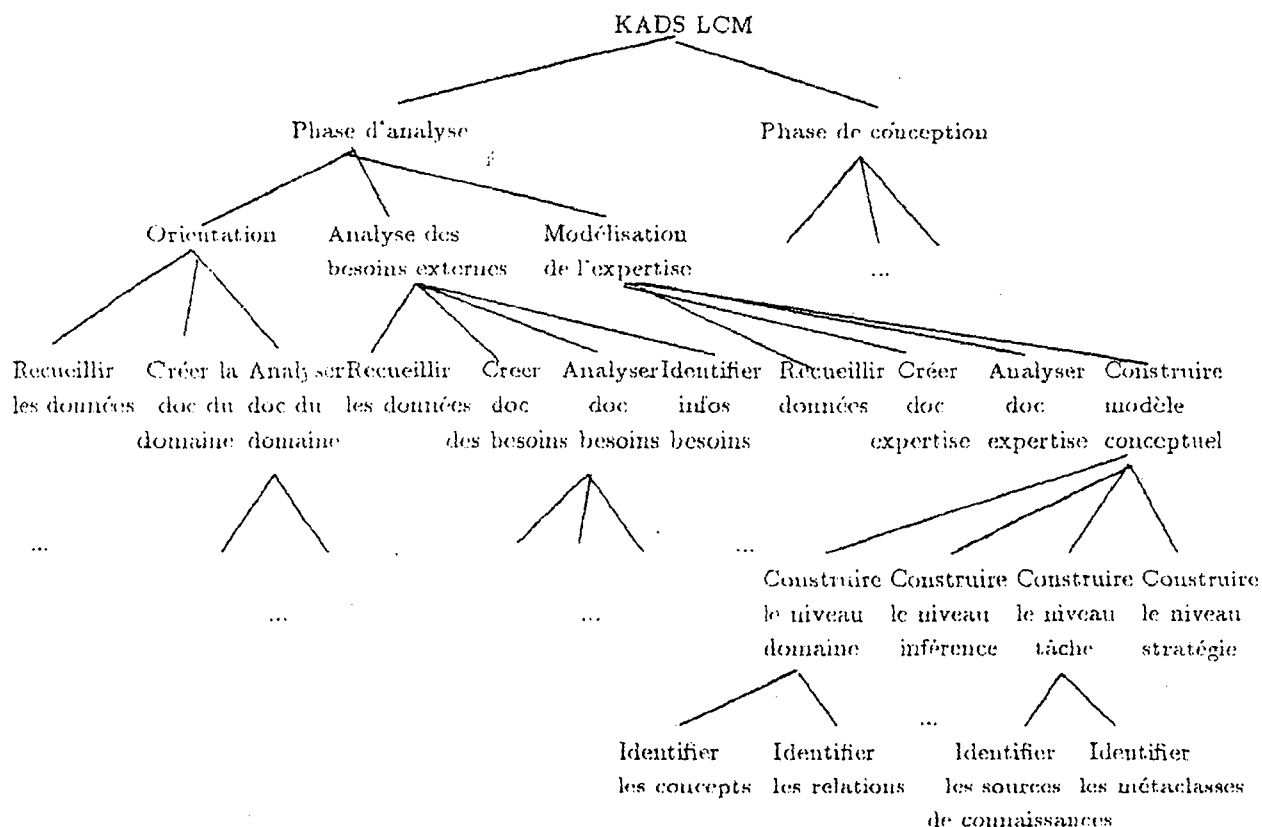 KADS LCM
Phase d'analyse Phase de conception
Orientation Analyse des Modélisation
besoins externes de l'expertise ...
Recueillir Créer la Analyser Recueillir Creer Analyser Identifier Recueillir Créer Analyser Construire
les données doc du doc du les données doc doc infos données doc doc modèle
domaine domaine des besoins besoins besoins expertise expertise conceptuel
... ...
Construire Construire Construire Construire
... ... le niveau le niveau le niveau le niveau
domaine inférence tâche stratégie
...
Identifier Identifier Identifier Identifier
les concepts les relations les sources les métaclasses
de connaissances